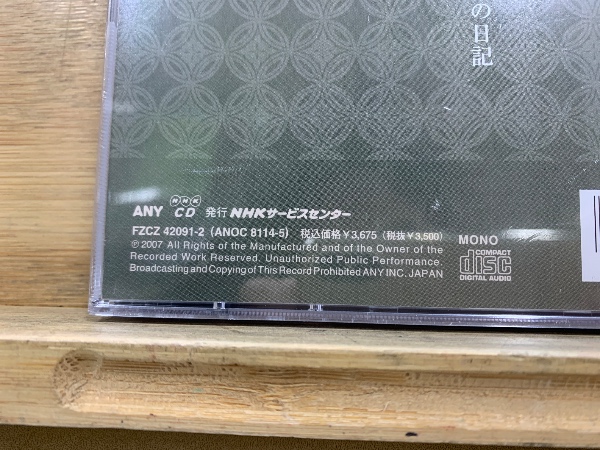 の日記
ANY NHK CD 発行 NHKサービスセンター
FZCZ 42091-2 (ANOC 8114-5) 税込価格¥3,675 (税抜¥3,500)
℗2007 All Rights of the Manufactured and of the Owner of the
Recorded Work Reserved. Unauthorized Public Performance.
Broadcasting and Copying of This Record Prohibited ANY INC. JAPAN
MONO
COMPACT
disc
DIGITAL AUDIO